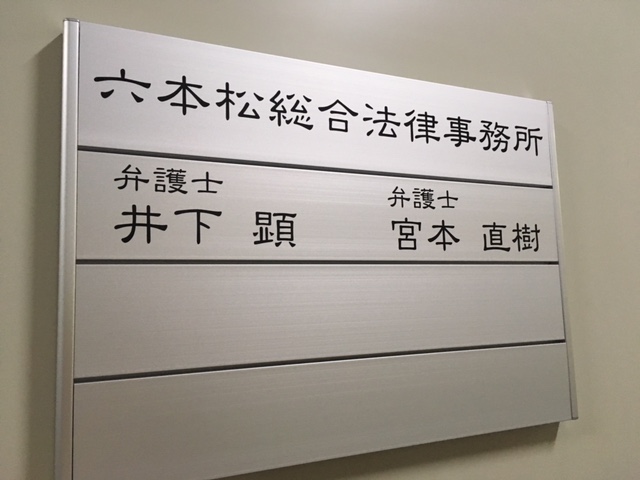 六本松総合法律事務所
弁護士 弁護士
井下 顕 宮本 直樹